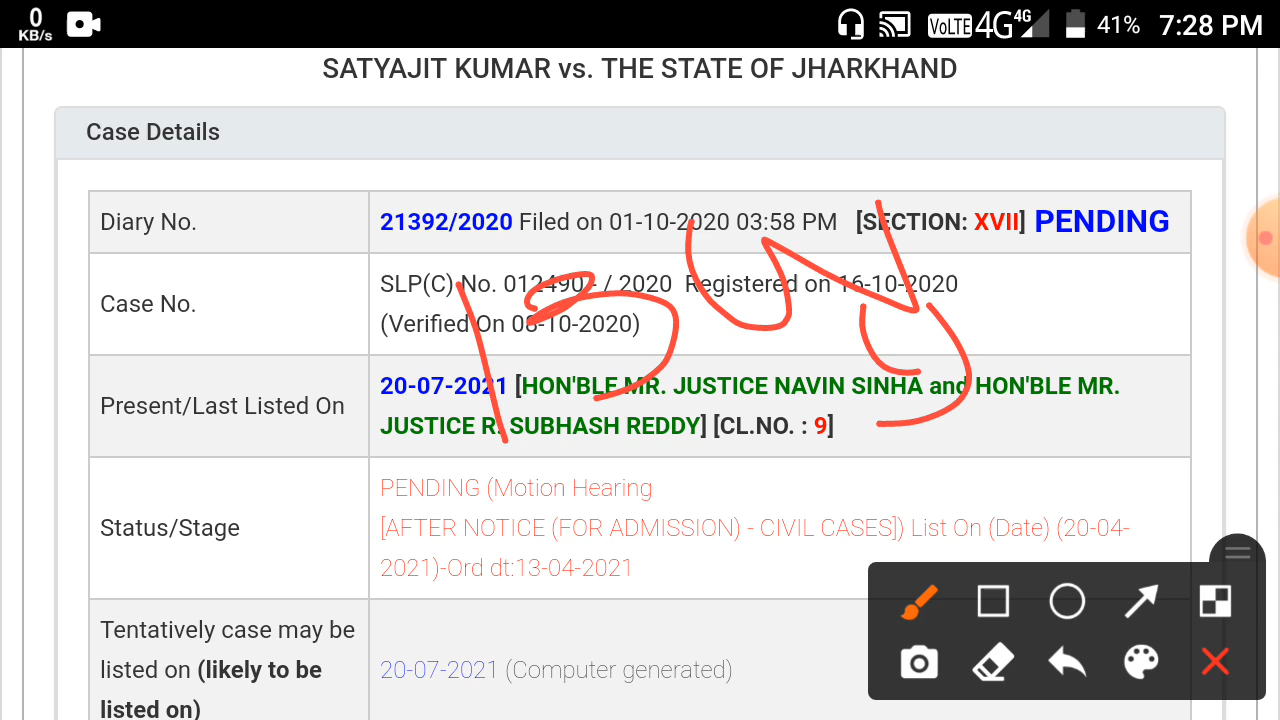 0
KB/s
VoLTE 4G 4G 41% 7:28 PM
SATYAJIT KUMAR vs. THE STATE OF JHARKHAND
Case Details
Diary No.
21392/2020 Filed on 01-10-2020 03:58 PM [SECTION: XVII] PENDING
Case No.
SLP(C) No. 012490 - / 2020 Registered on 16-10-2020
(Verified On 08-10-2020)
Present/Last Listed On
20-07-2021 [HON'BLE MR. JUSTICE NAVIN SINHA and HON'BLE MR.
JUSTICE R. SUBHASH REDDY] [CL.NO. : 9]
Status/Stage
PENDING (Motion Hearing
[AFTER NOTICE (FOR ADMISSION) - CIVIL CASES]) List On (Date) (20-04-
2021)-Ord dt:13-04-2021
Tentatively case may be
listed on (likely to be
listed on)
20-07-2021 (Computer generated)